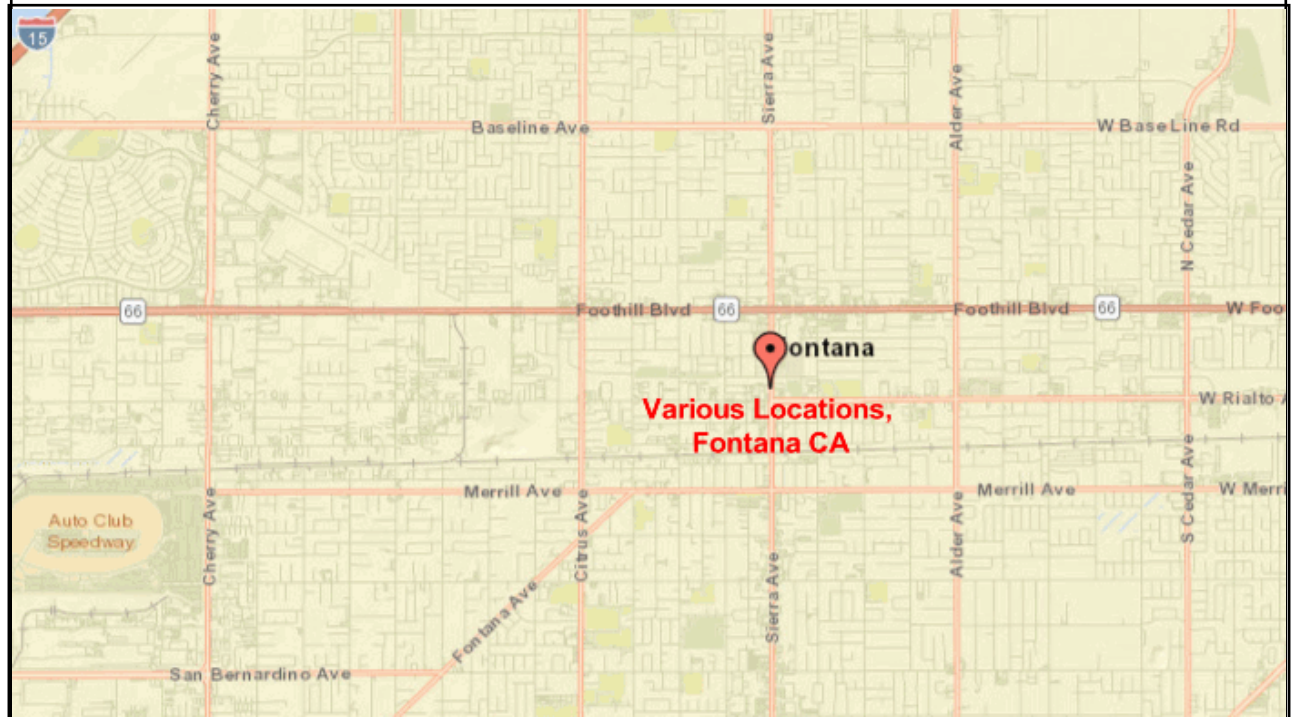 15
Cherry Ave
Sierra Ave
Alder Ave
Baseline Ave
W Base Line Rd
N Cedar Ave
66
Foothill Blvd
66
Foothill Blvd
66
W Foo
ontana
Various Locations,
Fontana CA
W Rialto A
Merrill Ave
Merrill Ave
W Merri
Auto Club
Speedway
Cherry Ave
Citrus Ave
Alder Ave
S Cedar Ave
Fontana Ave
Sierra Ave
San Bernardino Ave